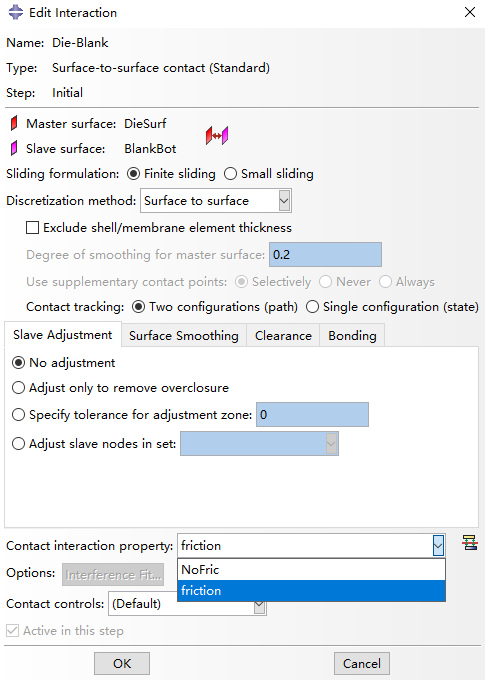 Edit Interaction
Name: Die-Blank
Type: Surface-to-surface contact (Standard)
Step: Initial
Master surface: DieSurf
Slave surface: BlankBot
Sliding formulation: Finite sliding Small sliding
Discretization method: Surface to surface
Exclude shell/membrane element thickness
Degree of smoothing for master surface: 0.2
Use supplementary contact points: Selectively Never Always
Contact tracking: Two configurations (path) Single configuration (state)
Slave Adjustment Surface Smoothing Clearance Bonding
No adjustment
Adjust only to remove overclosure
Specify tolerance for adjustment zone: 0
Adjust slave nodes in set:
Contact interaction property: friction
NoFric
Options: Interference Fit... friction
Contact controls: (Default)
Active in this step
OK Cancel